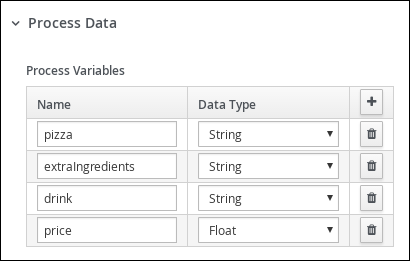 Process Data
Process Variables
Name Data Type
pizza String
extraIngredients String
drink String
price Float